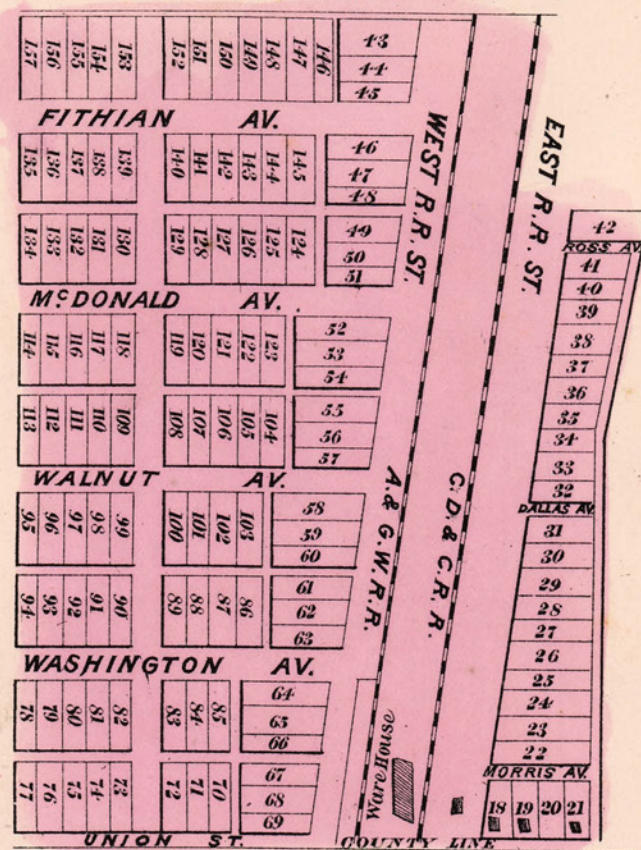 157 156 155 154 153 152 151 150 149 148 147 146
43
44
45
FITHIAN AV.
135 136 137 138 139 140 141 142 143 144 145
46
47
48
134 133 132 131 130 129 128 127 126 125 124
49
50
51
McDONALD AV.
114 115 116 117 118 119 120 121 122 123
52
53
54
113 112 111 110 109 108 107 106 105 104
55
56
57
WALNUT AV.
95 96 97 98 99 100 101 102 103
58
59
60
94 93 92 91 90 89 88 87 86
61
62
63
WASHINGTON AV.
78 79 80 81 82 83 84 85
64
65
66
77 76 75 74 73 72 71 70
67
68
69
UNION ST.
WEST R.R. ST.
A. & G. W. R. R.
Ware House
C. D. & C. R. R.
EAST R.R. ST.
42
ROSS AV.
41
40
39
38
37
36
35
34
33
32
DALLAS AV.
31
30
29
28
27
26
25
24
23
22
MORRIS AV.
18 19 20 21
COUNTY LINE